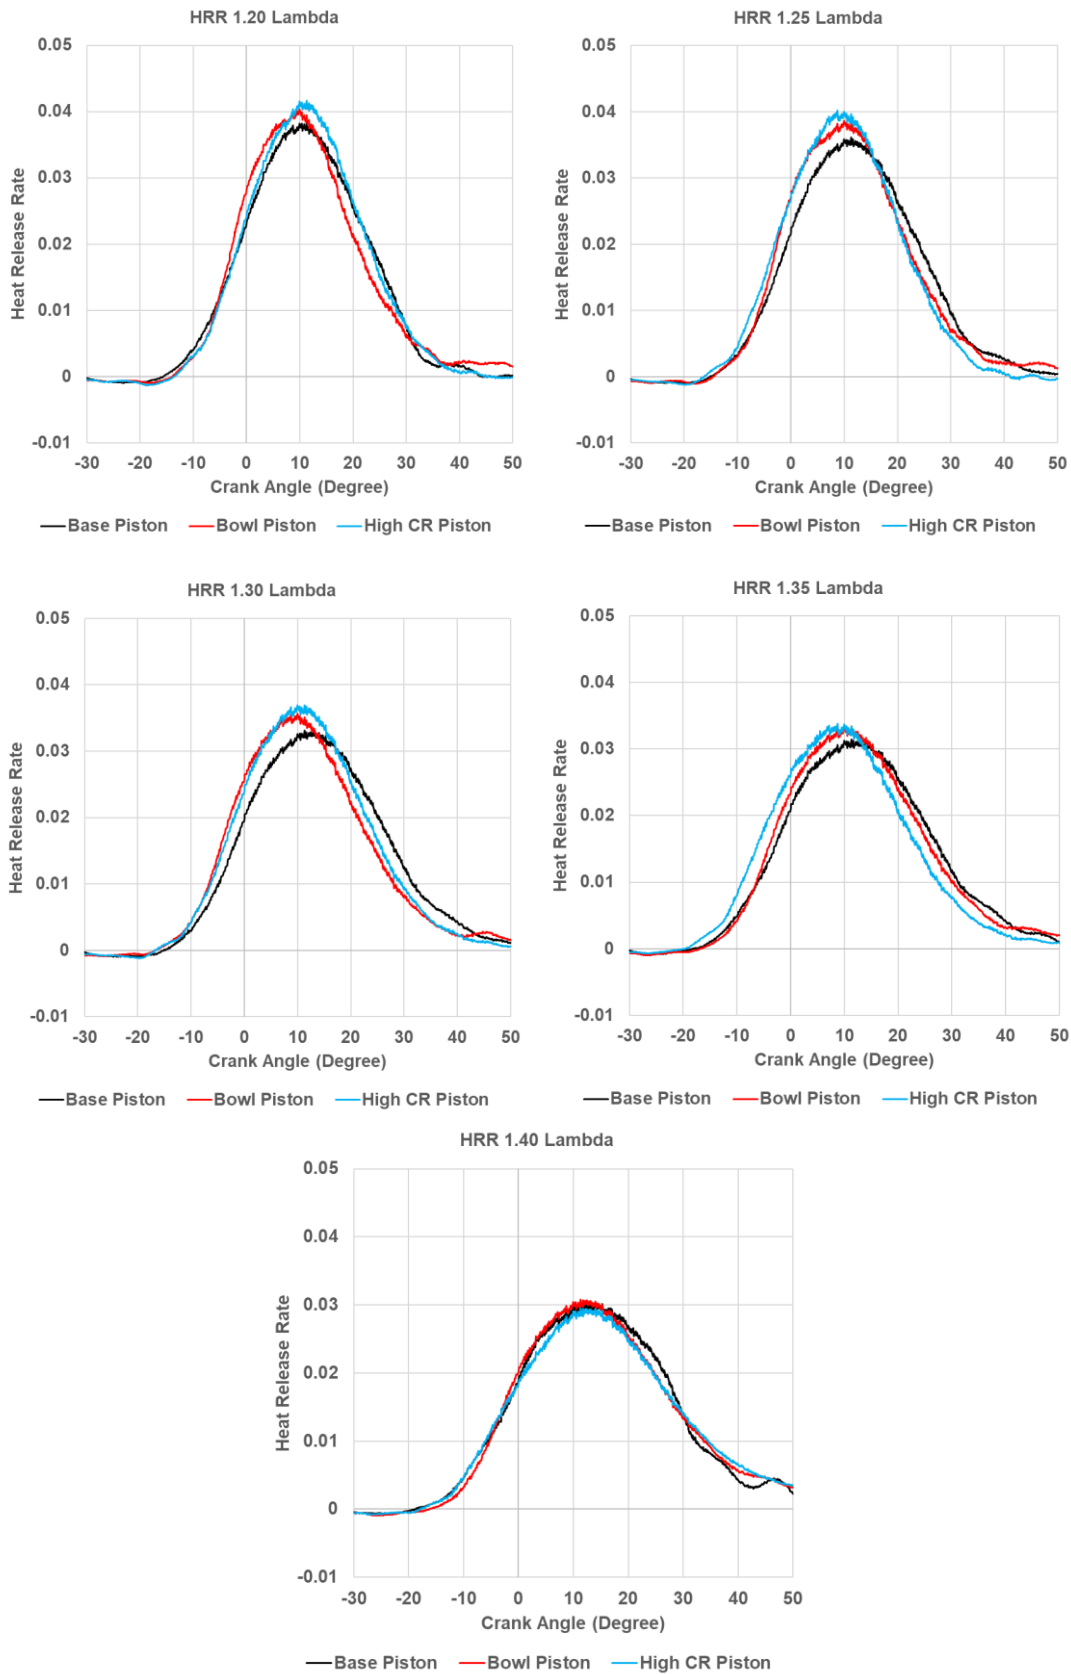 HRR 1.20 Lambda
0.05
0.04
0.03
0.02
0.01
0
-0.01
Heat Release Rate
-30 -20 -10 0 10 20 30 40 50
Crank Angle (Degree)
Base Piston Bowl Piston High CR Piston
HRR 1.25 Lambda
0.05
0.04
0.03
0.02
0.01
0
-0.01
Heat Release Rate
-30 -20 -10 0 10 20 30 40 50
Crank Angle (Degree)
Base Piston Bowl Piston High CR Piston
HRR 1.30 Lambda
0.05
0.04
0.03
0.02
0.01
0
-0.01
Heat Release Rate
-30 -20 -10 0 10 20 30 40 50
Crank Angle (Degree)
Base Piston Bowl Piston High CR Piston
HRR 1.35 Lambda
0.05
0.04
0.03
0.02
0.01
0
-0.01
Heat Release Rate
-30 -20 -10 0 10 20 30 40 50
Crank Angle (Degree)
Base Piston Bowl Piston High CR Piston
HRR 1.40 Lambda
0.05
0.04
0.03
0.02
0.01
0
-0.01
Heat Release Rate
-30 -20 -10 0 10 20 30 40 50
Crank Angle (Degree)
Base Piston Bowl Piston High CR Piston